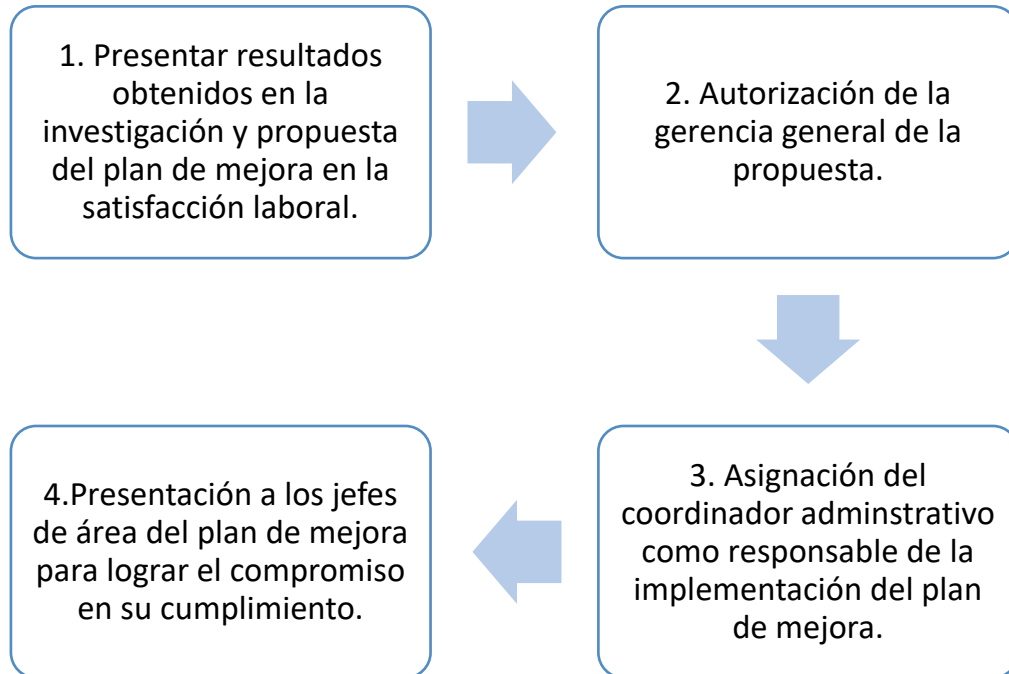 1. Presentar resultados
obtenidos en la
investigación y propuesta
del plan de mejora en la
satisfacción laboral.
2. Autorización de la
gerencia general de la
propuesta.
3. Asignación del
coordinador adminstrativo
como responsable de la
implementación del plan
de mejora.
4.Presentación a los jefes
de área del plan de mejora
para lograr el compromiso
en su cumplimiento.